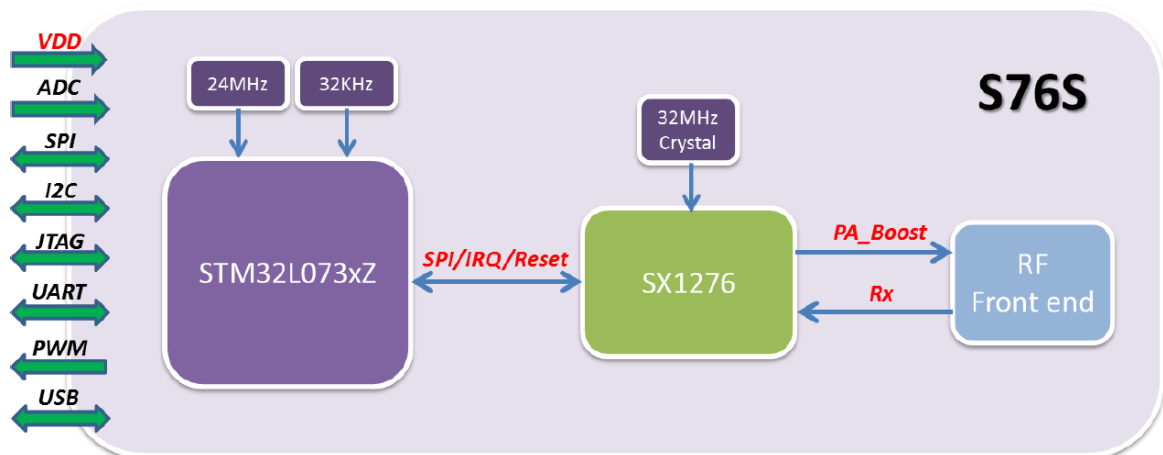 VDD
ADC
SPI
I2C
JTAG
UART
PWM
USB
24MHz
32KHz
STM32L073xZ
SPI/IRQ/Reset
32MHz
Crystal
SX1276
PA_Boost
Rx
RF
Front end
S76S